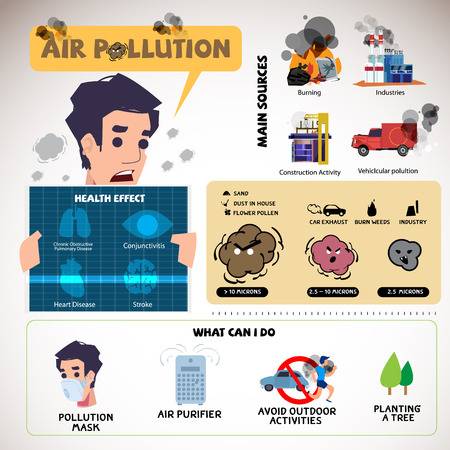 AIR POLLUTION
MAIN SOURCES
Burning
Industries
Construction Activity
Vehiclcular pollution
HEALTH EFFECT
Chronic Obstructive
Pulmonary Disease
Conjunctivitis
Heart Disease
Stroke
SAND
DUST IN HOUSE
FLOWER POLLEN
CAR EXHAUST
BURN WEEDS
INDUSTRY
> 10 MICRONS
2.5 – 10 MICRONS
< 2.5 MICRONS
WHAT CAN I DO
POLLUTION
MASK
AIR PURIFIER
AVOID OUTDOOR
ACTIVITIES
PLANTING
A TREE